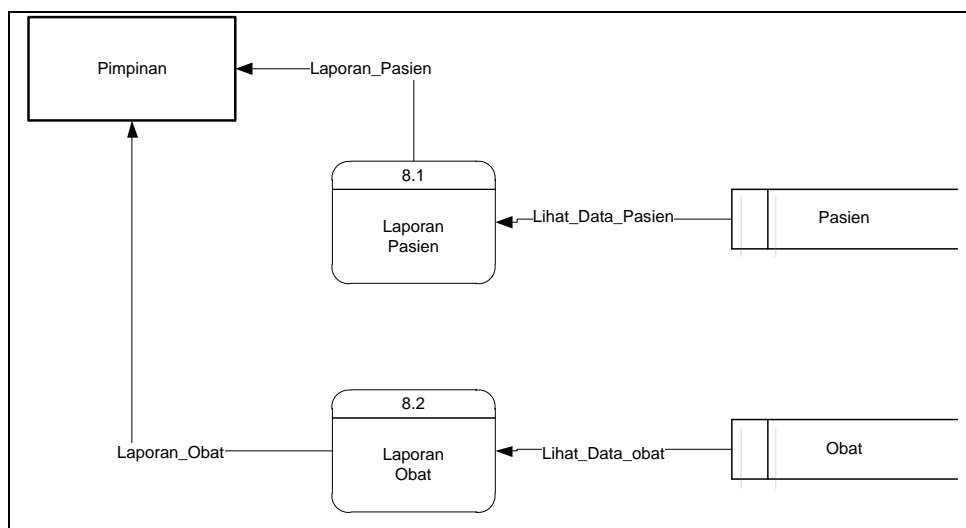 Pimpinan
Laporan_Pasien
8.1
Laporan
Pasien
Lihat_Data_Pasien
Pasien
8.2
Laporan
Obat
Laporan_Obat
Lihat_Data_obat
Obat